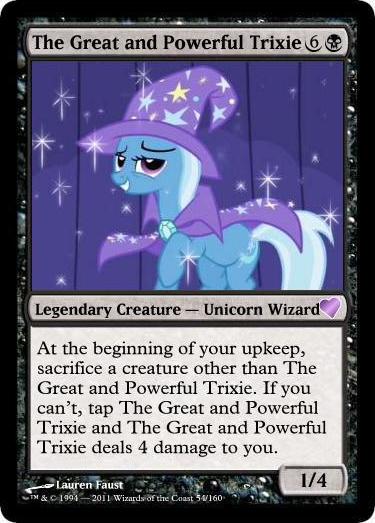 The Great and Powerful Trixie 6
Legendary Creature — Unicorn Wizard
At the beginning of your upkeep,
sacrifice a creature other than The
Great and Powerful Trixie. If you
can't, tap The Great and Powerful
Trixie and The Great and Powerful
Trixie deals 4 damage to you.
Lauren Faust
1/4
™ & © 1994 — 2011 Wizards of the Coast 54/160